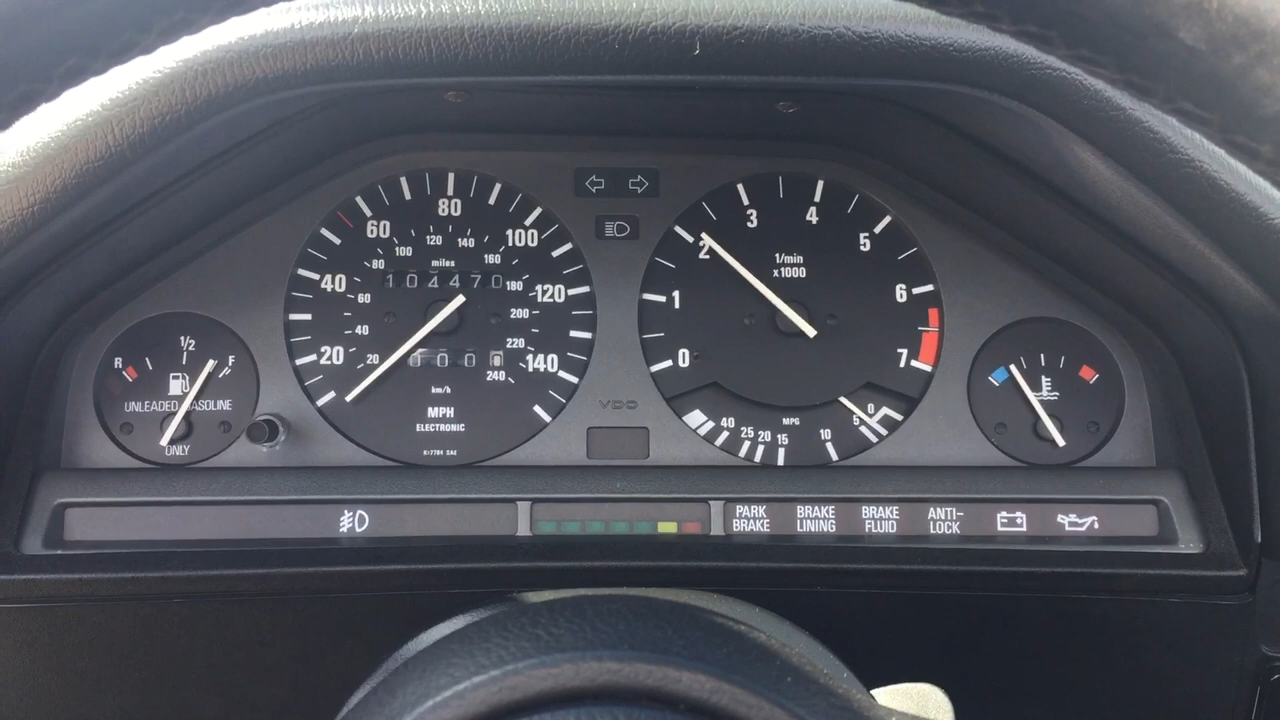 R
1/2
F
UNLEADED GASOLINE
ONLY
20
40
60
80
100
120
140
20
40
60
80
100
120
140
160
180
200
220
240
miles
104470
000
km/h
MPH
ELECTRONIC
VDO
0
1
2
3
4
5
6
7
1/min
x1000
MPG
40
25
20
15
10
5
0
PARK
BRAKE
BRAKE
LINING
BRAKE
FLUID
ANTI-
LOCK